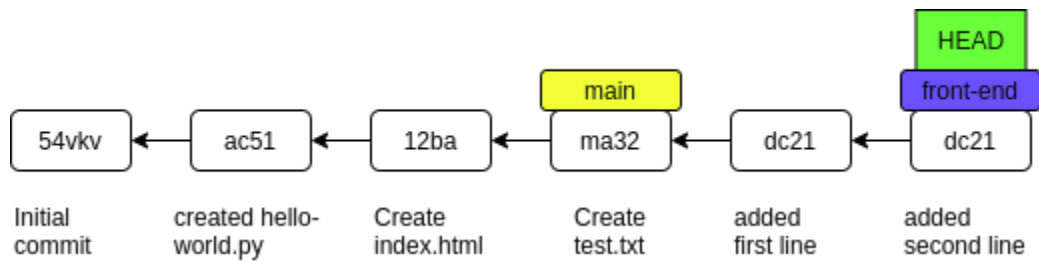 HEAD
main
front-end
54vkv
ac51
12ba
ma32
dc21
dc21
Initial
commit
created hello-
world.py
Create
index.html
Create
test.txt
added
first line
added
second line